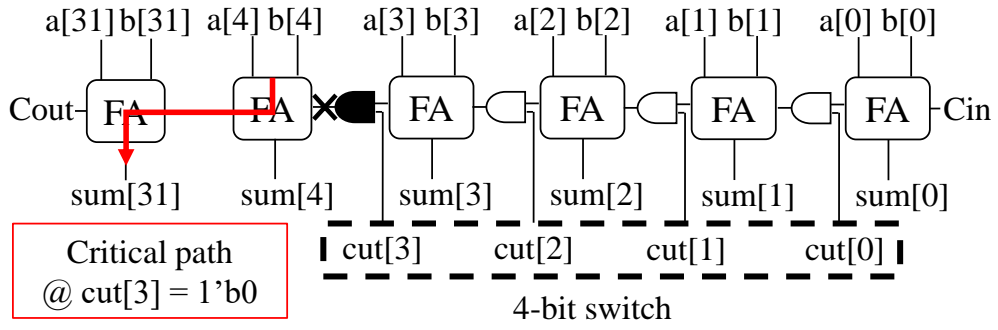 a[31] b[31] a[4] b[4] a[3] b[3] a[2] b[2] a[1] b[1] a[0] b[0]
Cout FA FA FA FA FA FA Cin
sum[31] sum[4] sum[3] sum[2] sum[1] sum[0]
Critical path
@ cut[3] = 1'b0
cut[3] cut[2] cut[1] cut[0]
4-bit switch